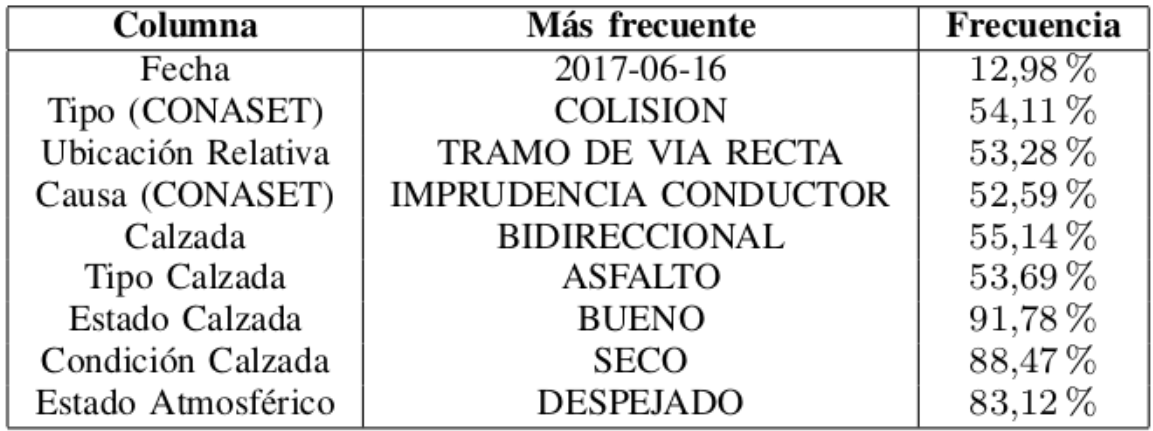 Columna Más frecuente Frecuencia
Fecha 2017-06-16 12,98 %
Tipo (CONASET) COLISION 54,11 %
Ubicación Relativa TRAMO DE VIA RECTA 53,28 %
Causa (CONASET) IMPRUDENCIA CONDUCTOR 52,59 %
Calzada BIDIRECCIONAL 55,14 %
Tipo Calzada ASFALTO 53,69 %
Estado Calzada BUENO 91,78 %
Condición Calzada SECO 88,47 %
Estado Atmosférico DESPEJADO 83,12 %